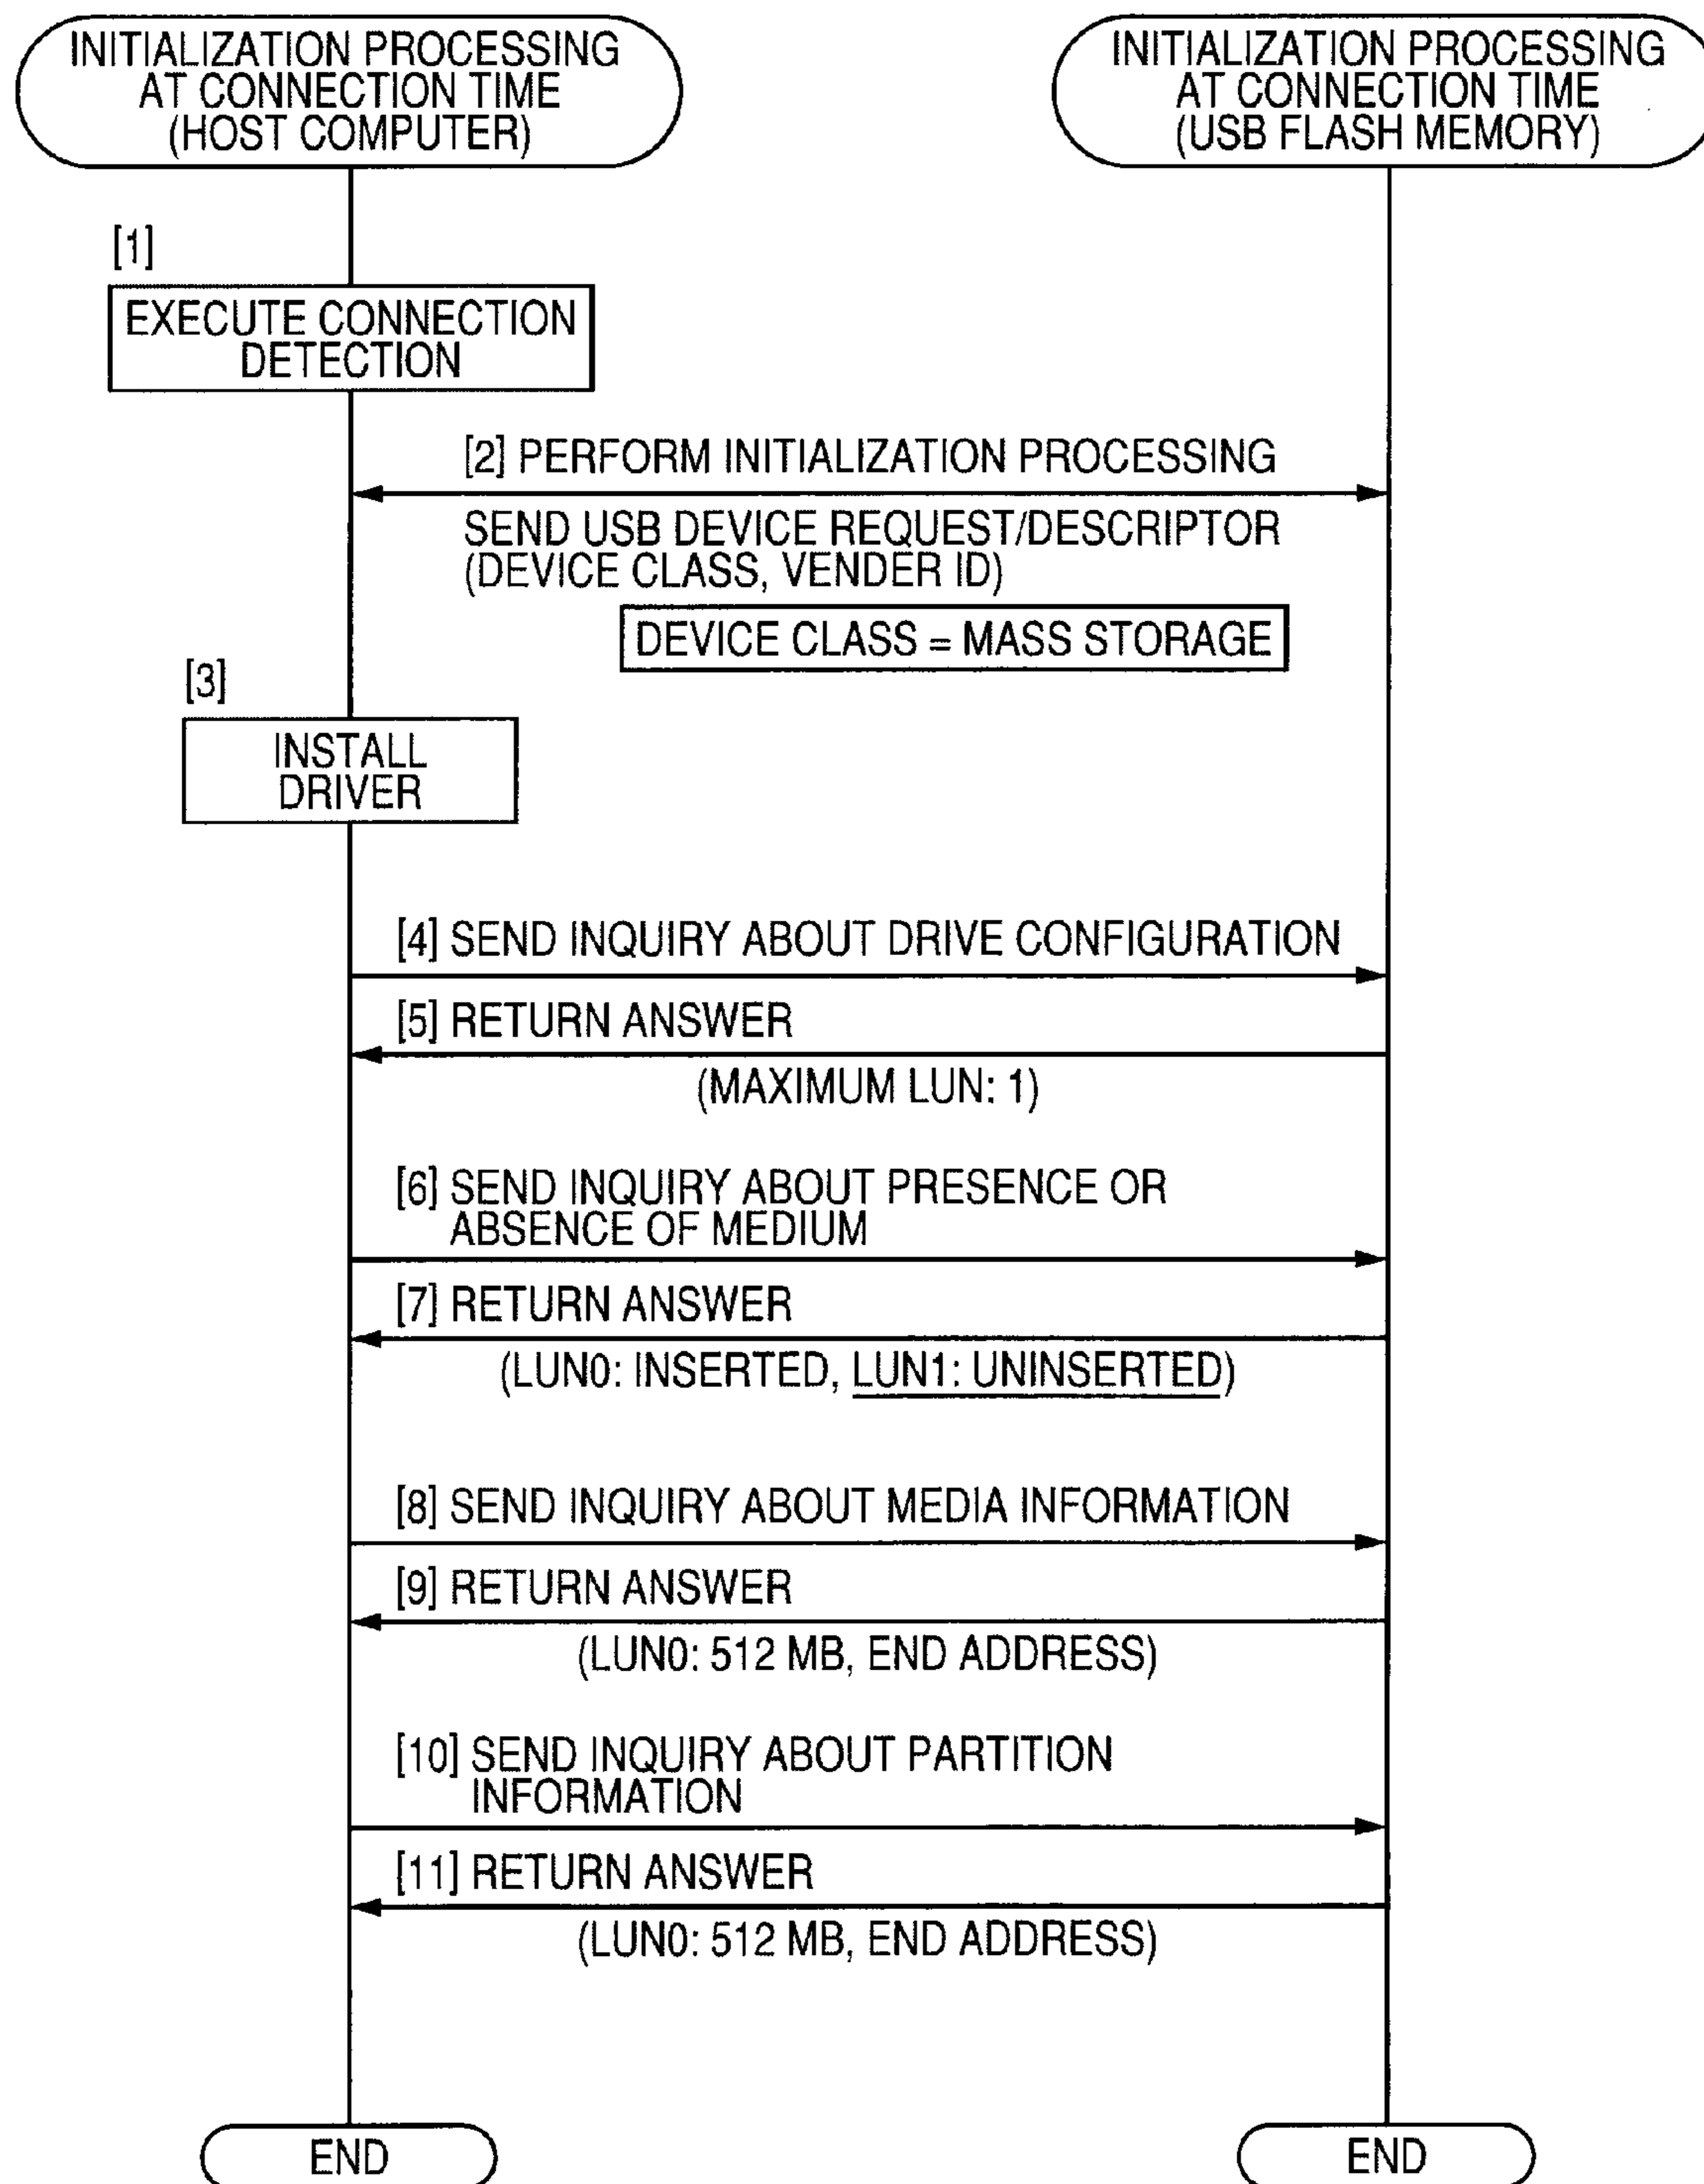 INITIALIZATION PROCESSING
AT CONNECTION TIME
(HOST COMPUTER)
INITIALIZATION PROCESSING
AT CONNECTION TIME
(USB FLASH MEMORY)
[1]
EXECUTE CONNECTION
DETECTION
[2] PERFORM INITIALIZATION PROCESSING
SEND USB DEVICE REQUEST/DESCRIPTOR
(DEVICE CLASS, VENDER ID)
DEVICE CLASS = MASS STORAGE
[3]
INSTALL
DRIVER
[4] SEND INQUIRY ABOUT DRIVE CONFIGURATION
[5] RETURN ANSWER
(MAXIMUM LUN: 1)
[6] SEND INQUIRY ABOUT PRESENCE OR
ABSENCE OF MEDIUM
[7] RETURN ANSWER
(LUN0: INSERTED, LUN1: UNINSERTED)
[8] SEND INQUIRY ABOUT MEDIA INFORMATION
[9] RETURN ANSWER
(LUN0: 512 MB, END ADDRESS)
[10] SEND INQUIRY ABOUT PARTITION
INFORMATION
[11] RETURN ANSWER
(LUN0: 512 MB, END ADDRESS)
END
END